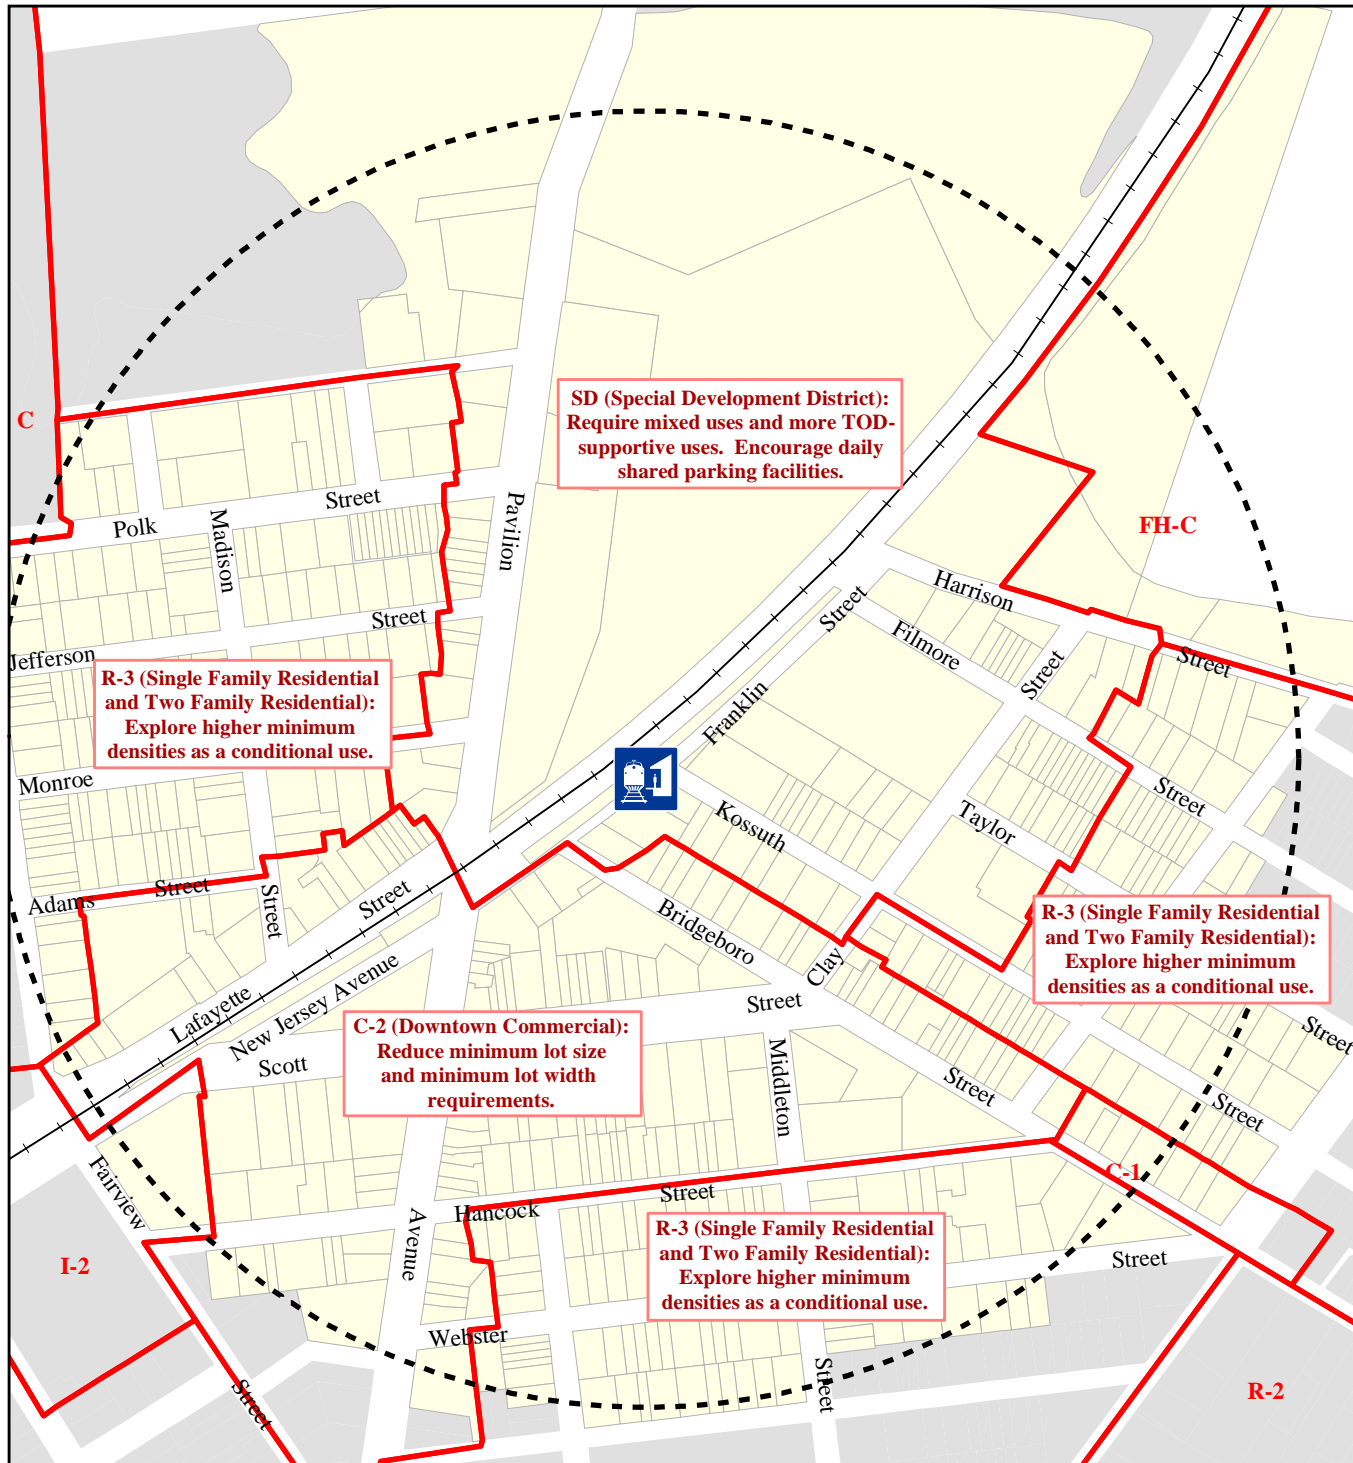 SD (Special Development District):
Require mixed uses and more TOD-
supportive uses. Encourage daily
shared parking facilities.
C
FH-C
Polk
Street
Madison
Pavilion
Harrison
Street
Filmore
Street
Street
Franklin
Street
Jefferson
Street
R-3 (Single Family Residential
and Two Family Residential):
Explore higher minimum
densities as a conditional use.
Monroe
Kossuth
Taylor
Street
Adams
Street
Street
Street
Bridgeboro
Clay
R-3 (Single Family Residential
and Two Family Residential):
Explore higher minimum
densities as a conditional use.
Lafayette
New Jersey Avenue
Street
Street
C-2 (Downtown Commercial):
Reduce minimum lot size
and minimum lot width
requirements.
Scott
Middleton
Street
Street
Fairview
C-1
Street
Hancock
Avenue
R-3 (Single Family Residential
and Two Family Residential):
Explore higher minimum
densities as a conditional use.
Street
I-2
Webster
Street
Street
R-2